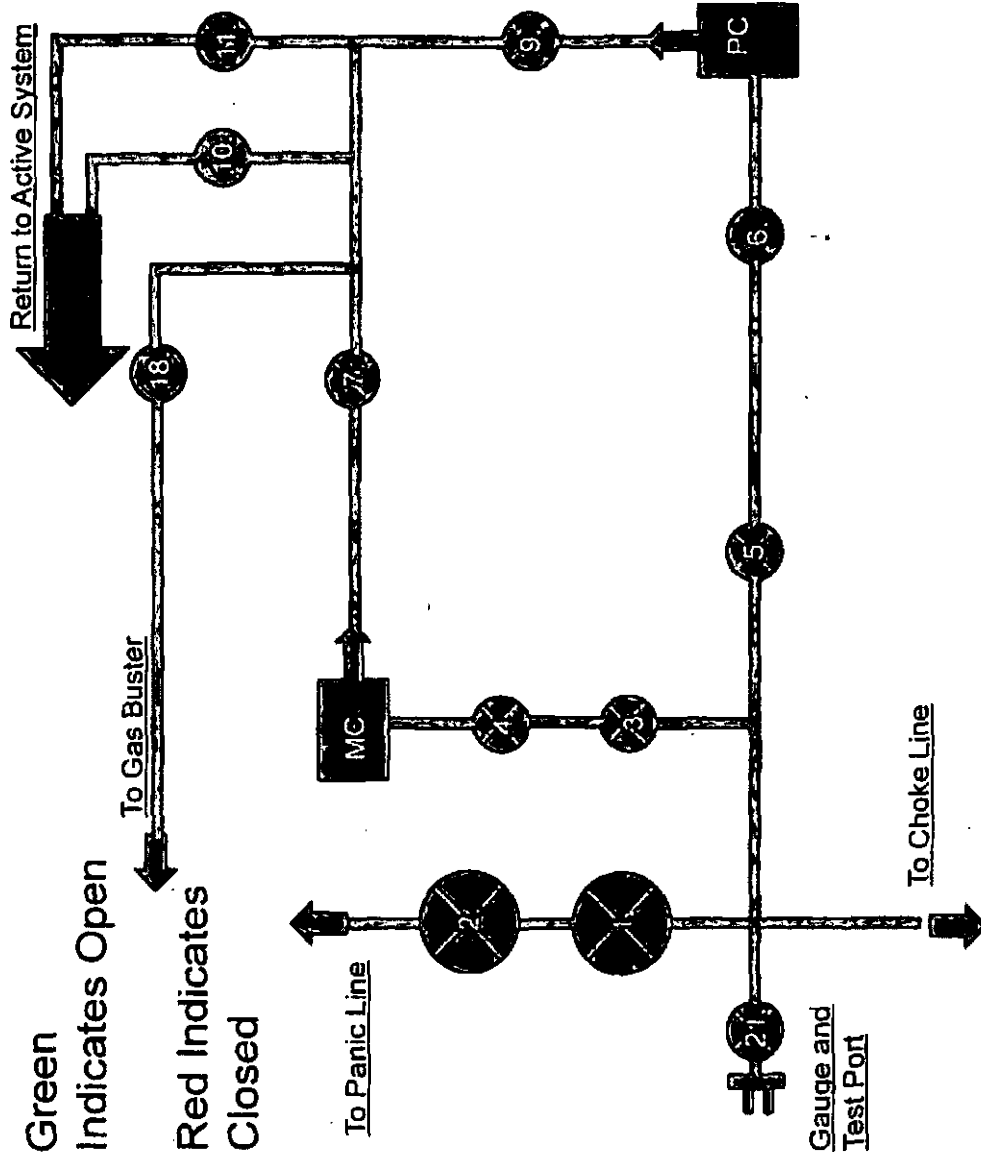 Green
Indicates Open
Red Indicates
Closed
To Gas Buster
Return to Active System
18
10
11
7
9
MC
PC
4
3
5
6
2
1
21
To Panic Line
To Choke Line
Gauge and
Test Port